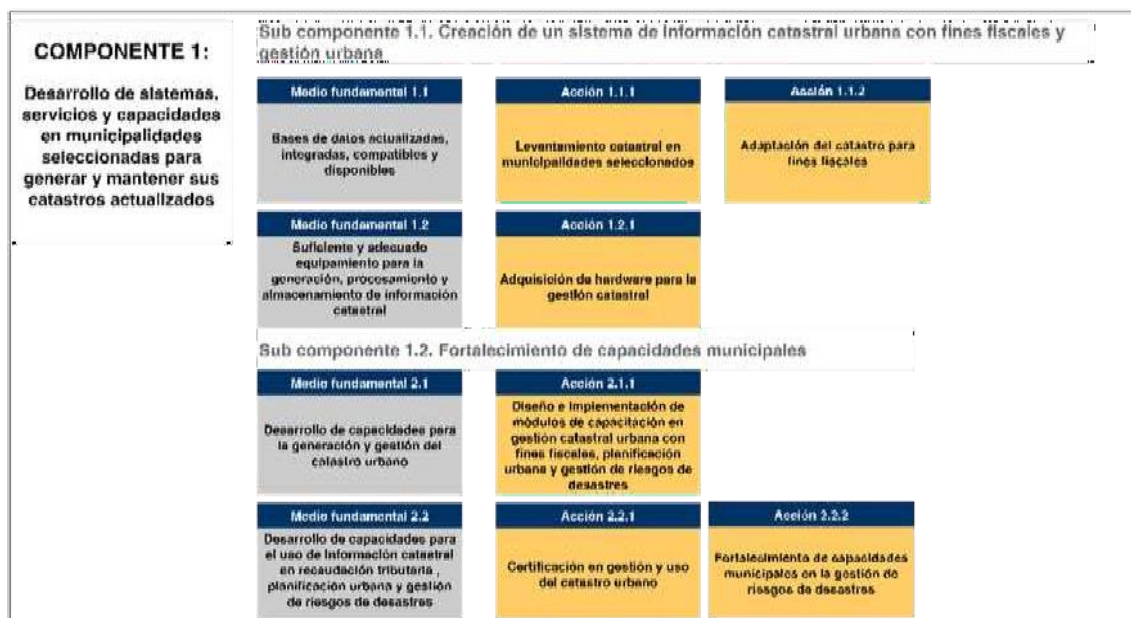 COMPONENTE 1:
Desarrollo de sistemas,
servicios y capacidades
en municipalidades
seleccionadas para
generar y mantener sus
catastros actualizados
Sub componente 1.1. Creación de un sistema de Información catastral urbana con fines fiscales y
gestión urbana
Medio fundamental 1.1
Bases de datos actualizadas,
integradas, compatibles y
disponibles
Acción 1.1.1
Levantamiento catastral en
municipalidades seleccionados
Acción 1.1.2
Adaptación del catastro para
fines fiscales
Medio fundamental 1.2
Suficiente y adecuado
equipamiento para la
generación, procesamiento y
almacenamiento de información
catastral
Acción 1.2.1
Adquisición de hardware para la
gestión catastral
Sub componente 1.2. Fortalecimiento de capacidades municipales
Medio fundamental 2.1
Desarrollo de capacidades para
la generación y gestión del
catastro urbano
Acción 2.1.1
Diseño e Implementación de
módulos de capacitación en
gestión catastral urbana con
fines fiscales, planificación
urbana y gestión de riesgos de
desastres
Medio fundamental 2.2
Desarrollo de capacidades para
el uso de Información catastral
en recaudación tributaria ,
planificación urbana y gestión
de riesgos de desastres
Acción 2.2.1
Certificación en gestión y uso
del catastro urbano
Acción 2.2.2
Fortalecimiento de capacidades
municipales en la gestión de
riesgos de desastres